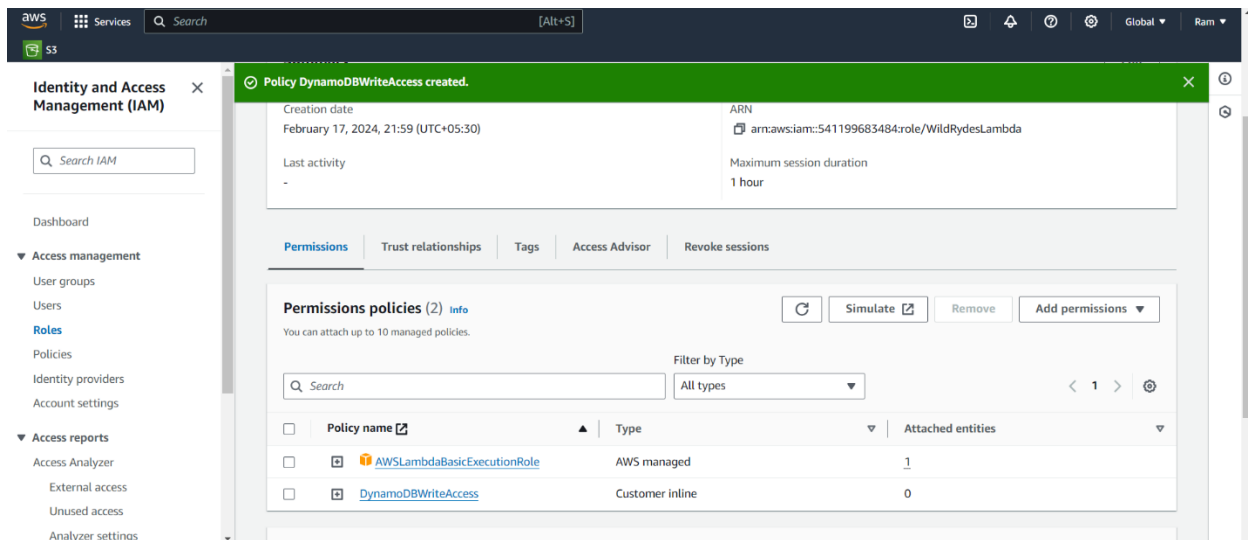 aws Services Search [Alt+S] Global Ram
S3
Identity and Access Management (IAM)
Search IAM
Dashboard
Access management
User groups
Users
Roles
Policies
Identity providers
Account settings
Access reports
Access Analyzer
External access
Unused access
Analyzer settings
Policy DynamoDBWriteAccess created.
Creation date
February 17, 2024, 21:59 (UTC+05:30)
ARN
arn:aws:iam::541199683484:role/WildRydesLambda
Last activity
-
Maximum session duration
1 hour
Permissions Trust relationships Tags Access Advisor Revoke sessions
Permissions policies (2) Info
Simulate Remove Add permissions
You can attach up to 10 managed policies.
Filter by Type
Search All types 1
Policy name Type Attached entities
AWSLambdaBasicExecutionRole AWS managed 1
DynamoDBWriteAccess Customer inline 0